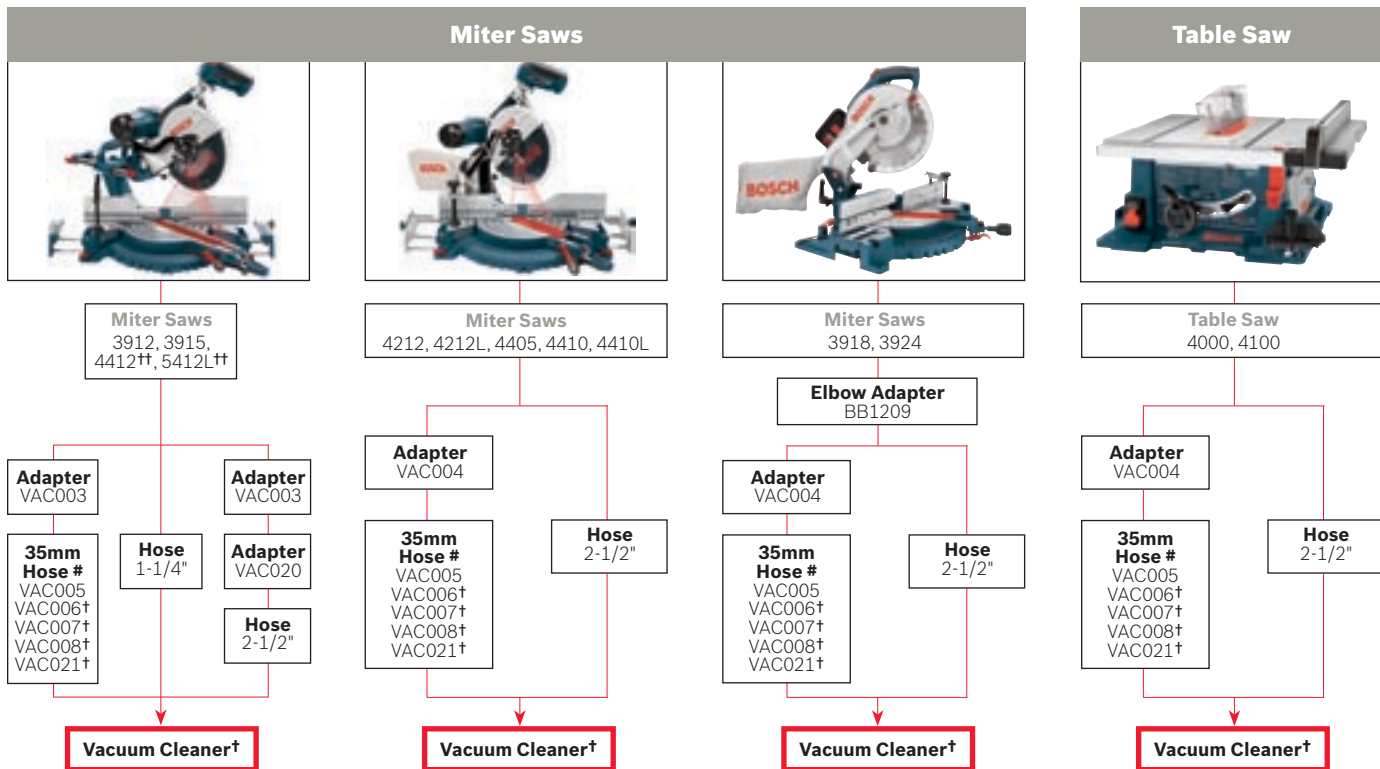 Miter Saws
Table Saw
BOSCH
BOSCH
BOSCH
Miter Saws
3912, 3915,
4412††, 5412L††
Adapter
VAC003
35mm
Hose #
VAC005
VAC006†
VAC007†
VAC008†
VAC021†
Hose
1-1/4"
Adapter
VAC003
Adapter
VAC020
Hose
2-1/2"
Vacuum Cleaner†
Miter Saws
4212, 4212L, 4405, 4410, 4410L
Adapter
VAC004
35mm
Hose #
VAC005
VAC006†
VAC007†
VAC008†
VAC021†
Hose
2-1/2"
Vacuum Cleaner†
Miter Saws
3918, 3924
Elbow Adapter
BB1209
Adapter
VAC004
35mm
Hose #
VAC005
VAC006†
VAC007†
VAC008†
VAC021†
Hose
2-1/2"
Vacuum Cleaner†
Table Saw
4000, 4100
Adapter
VAC004
35mm
Hose #
VAC005
VAC006†
VAC007†
VAC008†
VAC021†
Hose
2-1/2"
Vacuum Cleaner†